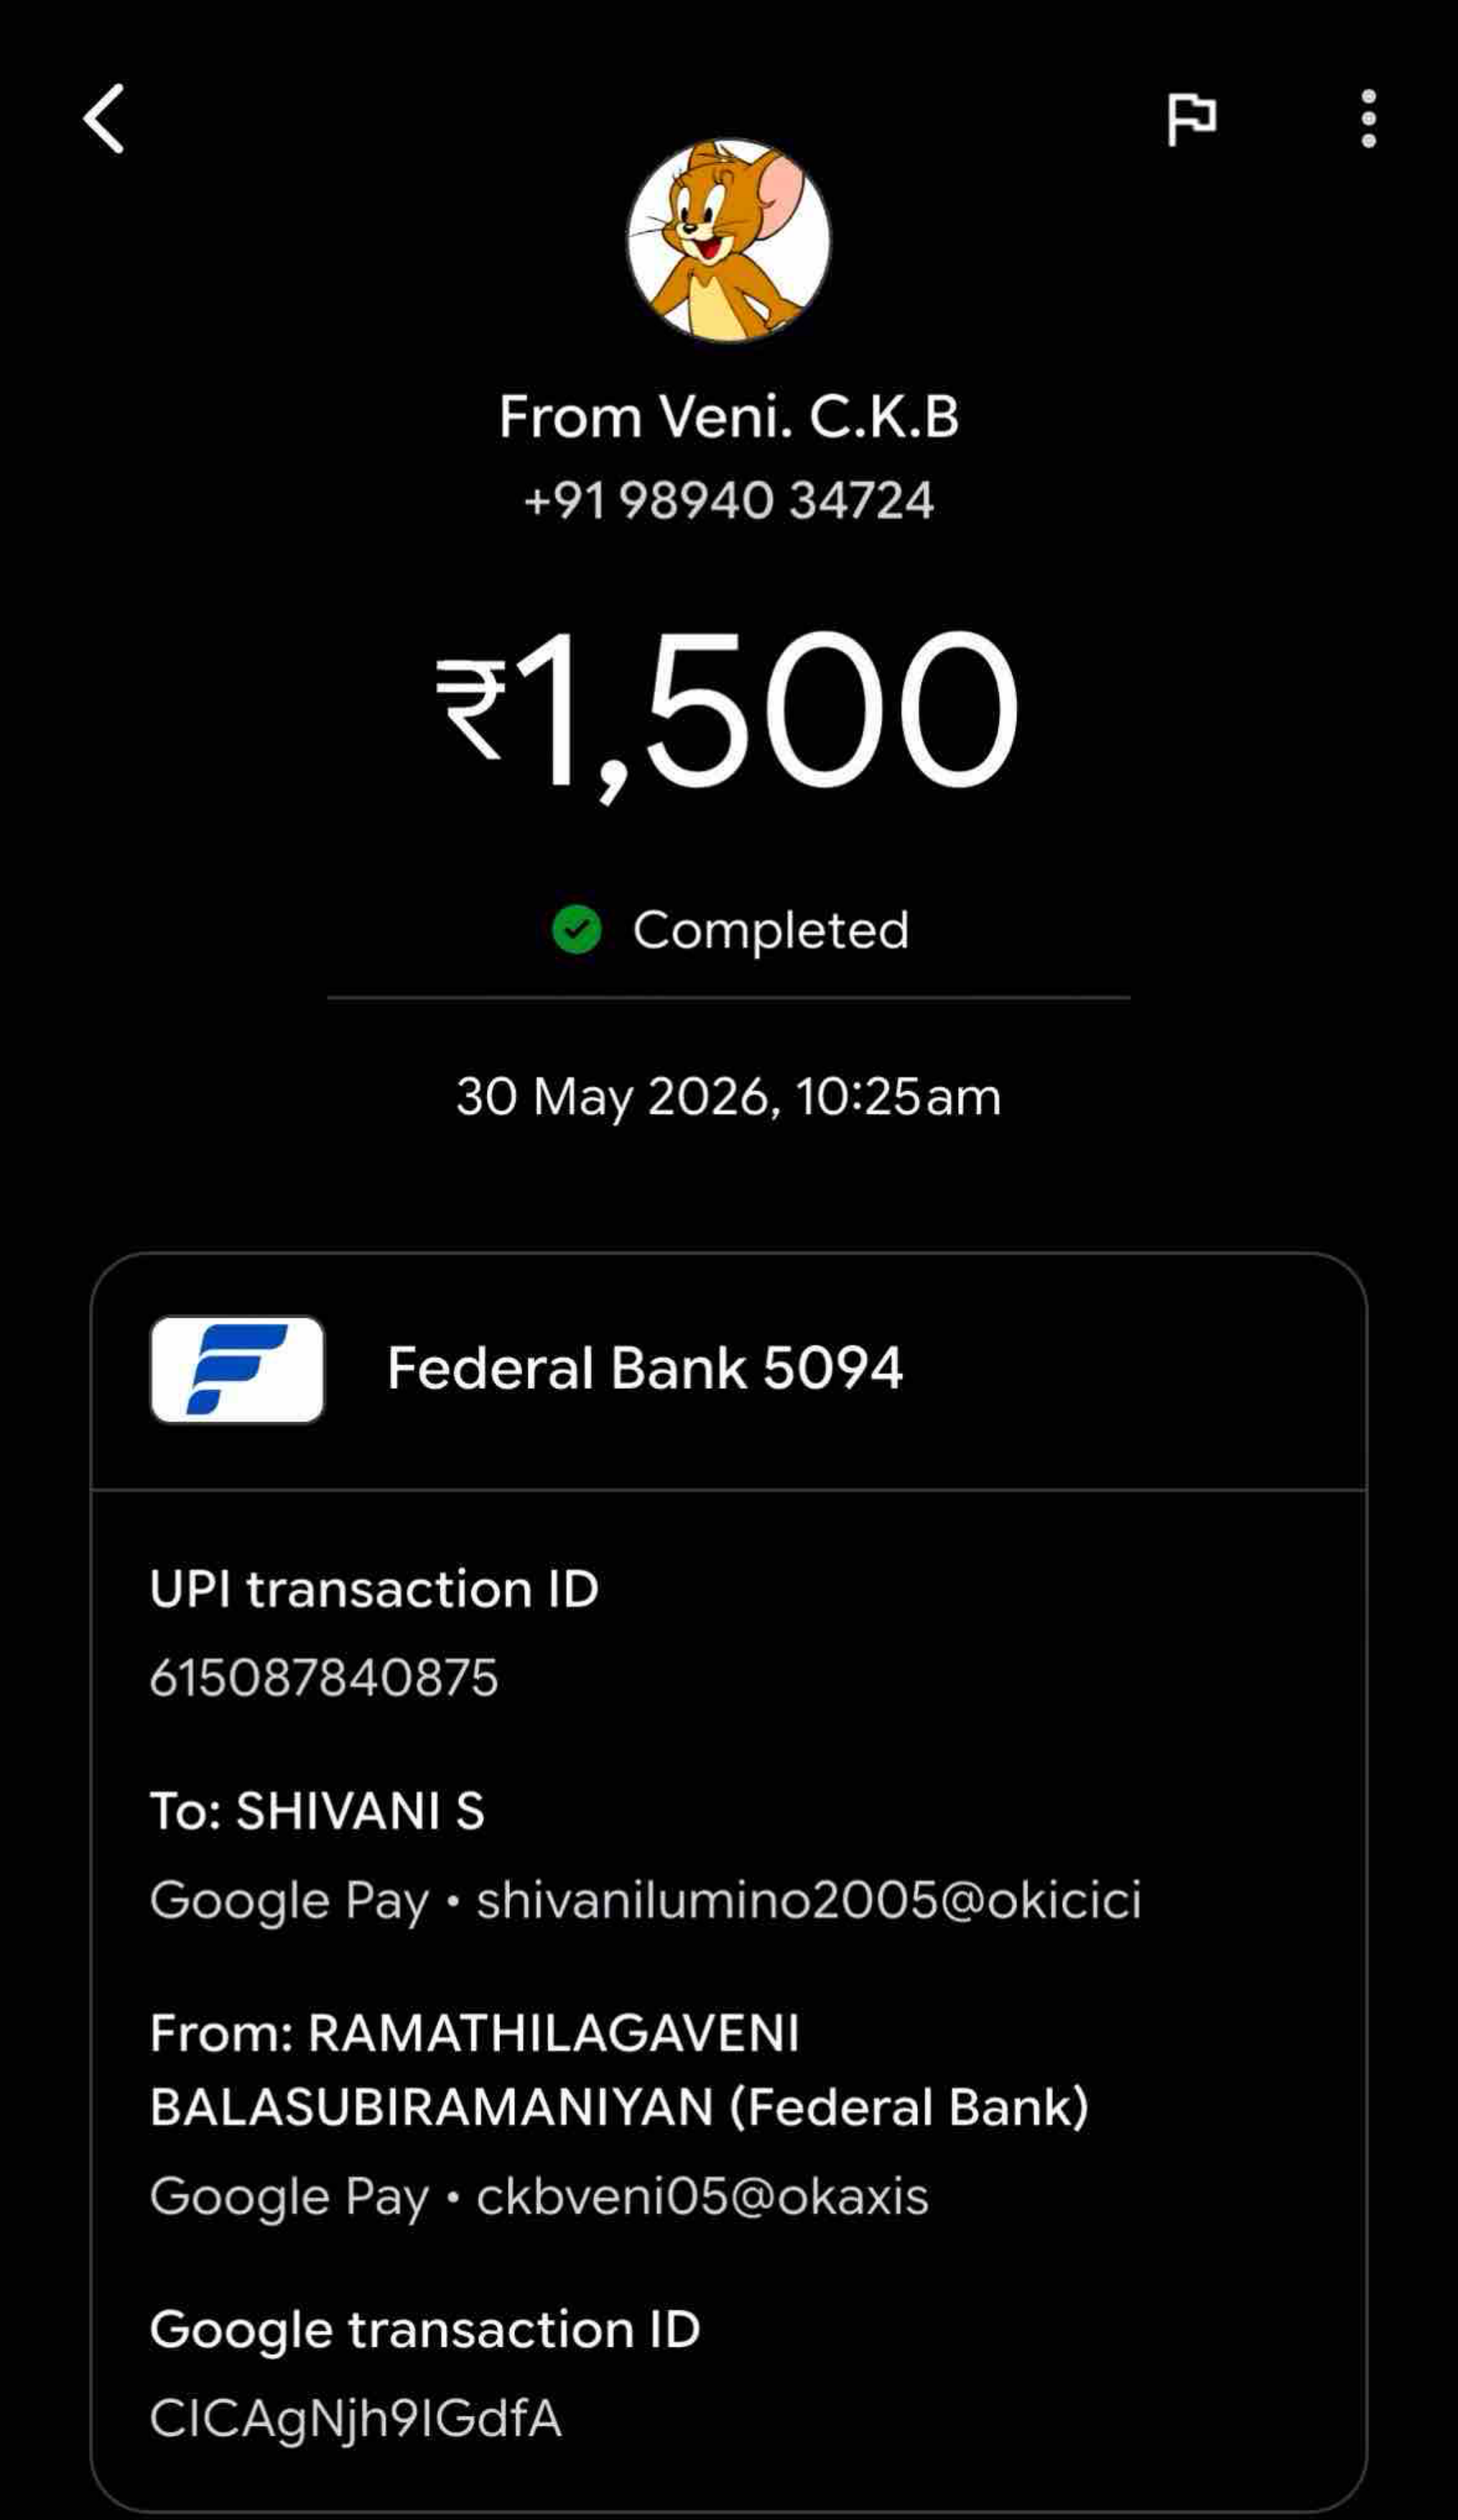 From Veni. C.K.B
+91 98940 34724
₹1,500
Completed
30 May 2026, 10:25 am
Federal Bank 5094
UPI transaction ID
615087840875
To: SHIVANI S
Google Pay • shivanilumino2005@okicici
From: RAMATHILAGAVENI
BALASUBIRAMANIYAN (Federal Bank)
Google Pay • ckbveni05@okaxis
Google transaction ID
CICAgNjh9IGdfA